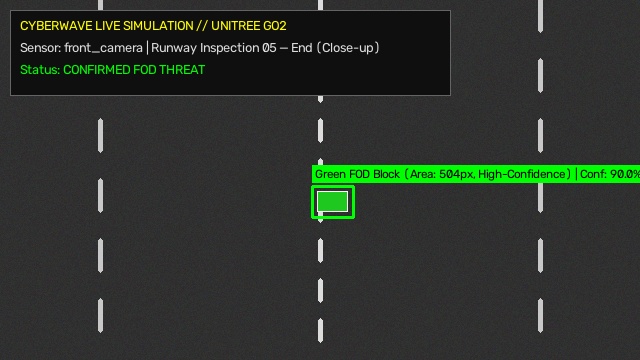 CYBERWAVE LIVE SIMULATION // UNITREE GO2
Sensor: front_camera | Runway Inspection 05 — End (Close-up)
Status: CONFIRMED FOD THREAT
Green FOD Block (Area: 504px, High-Confidence) | Conf: 90.0%